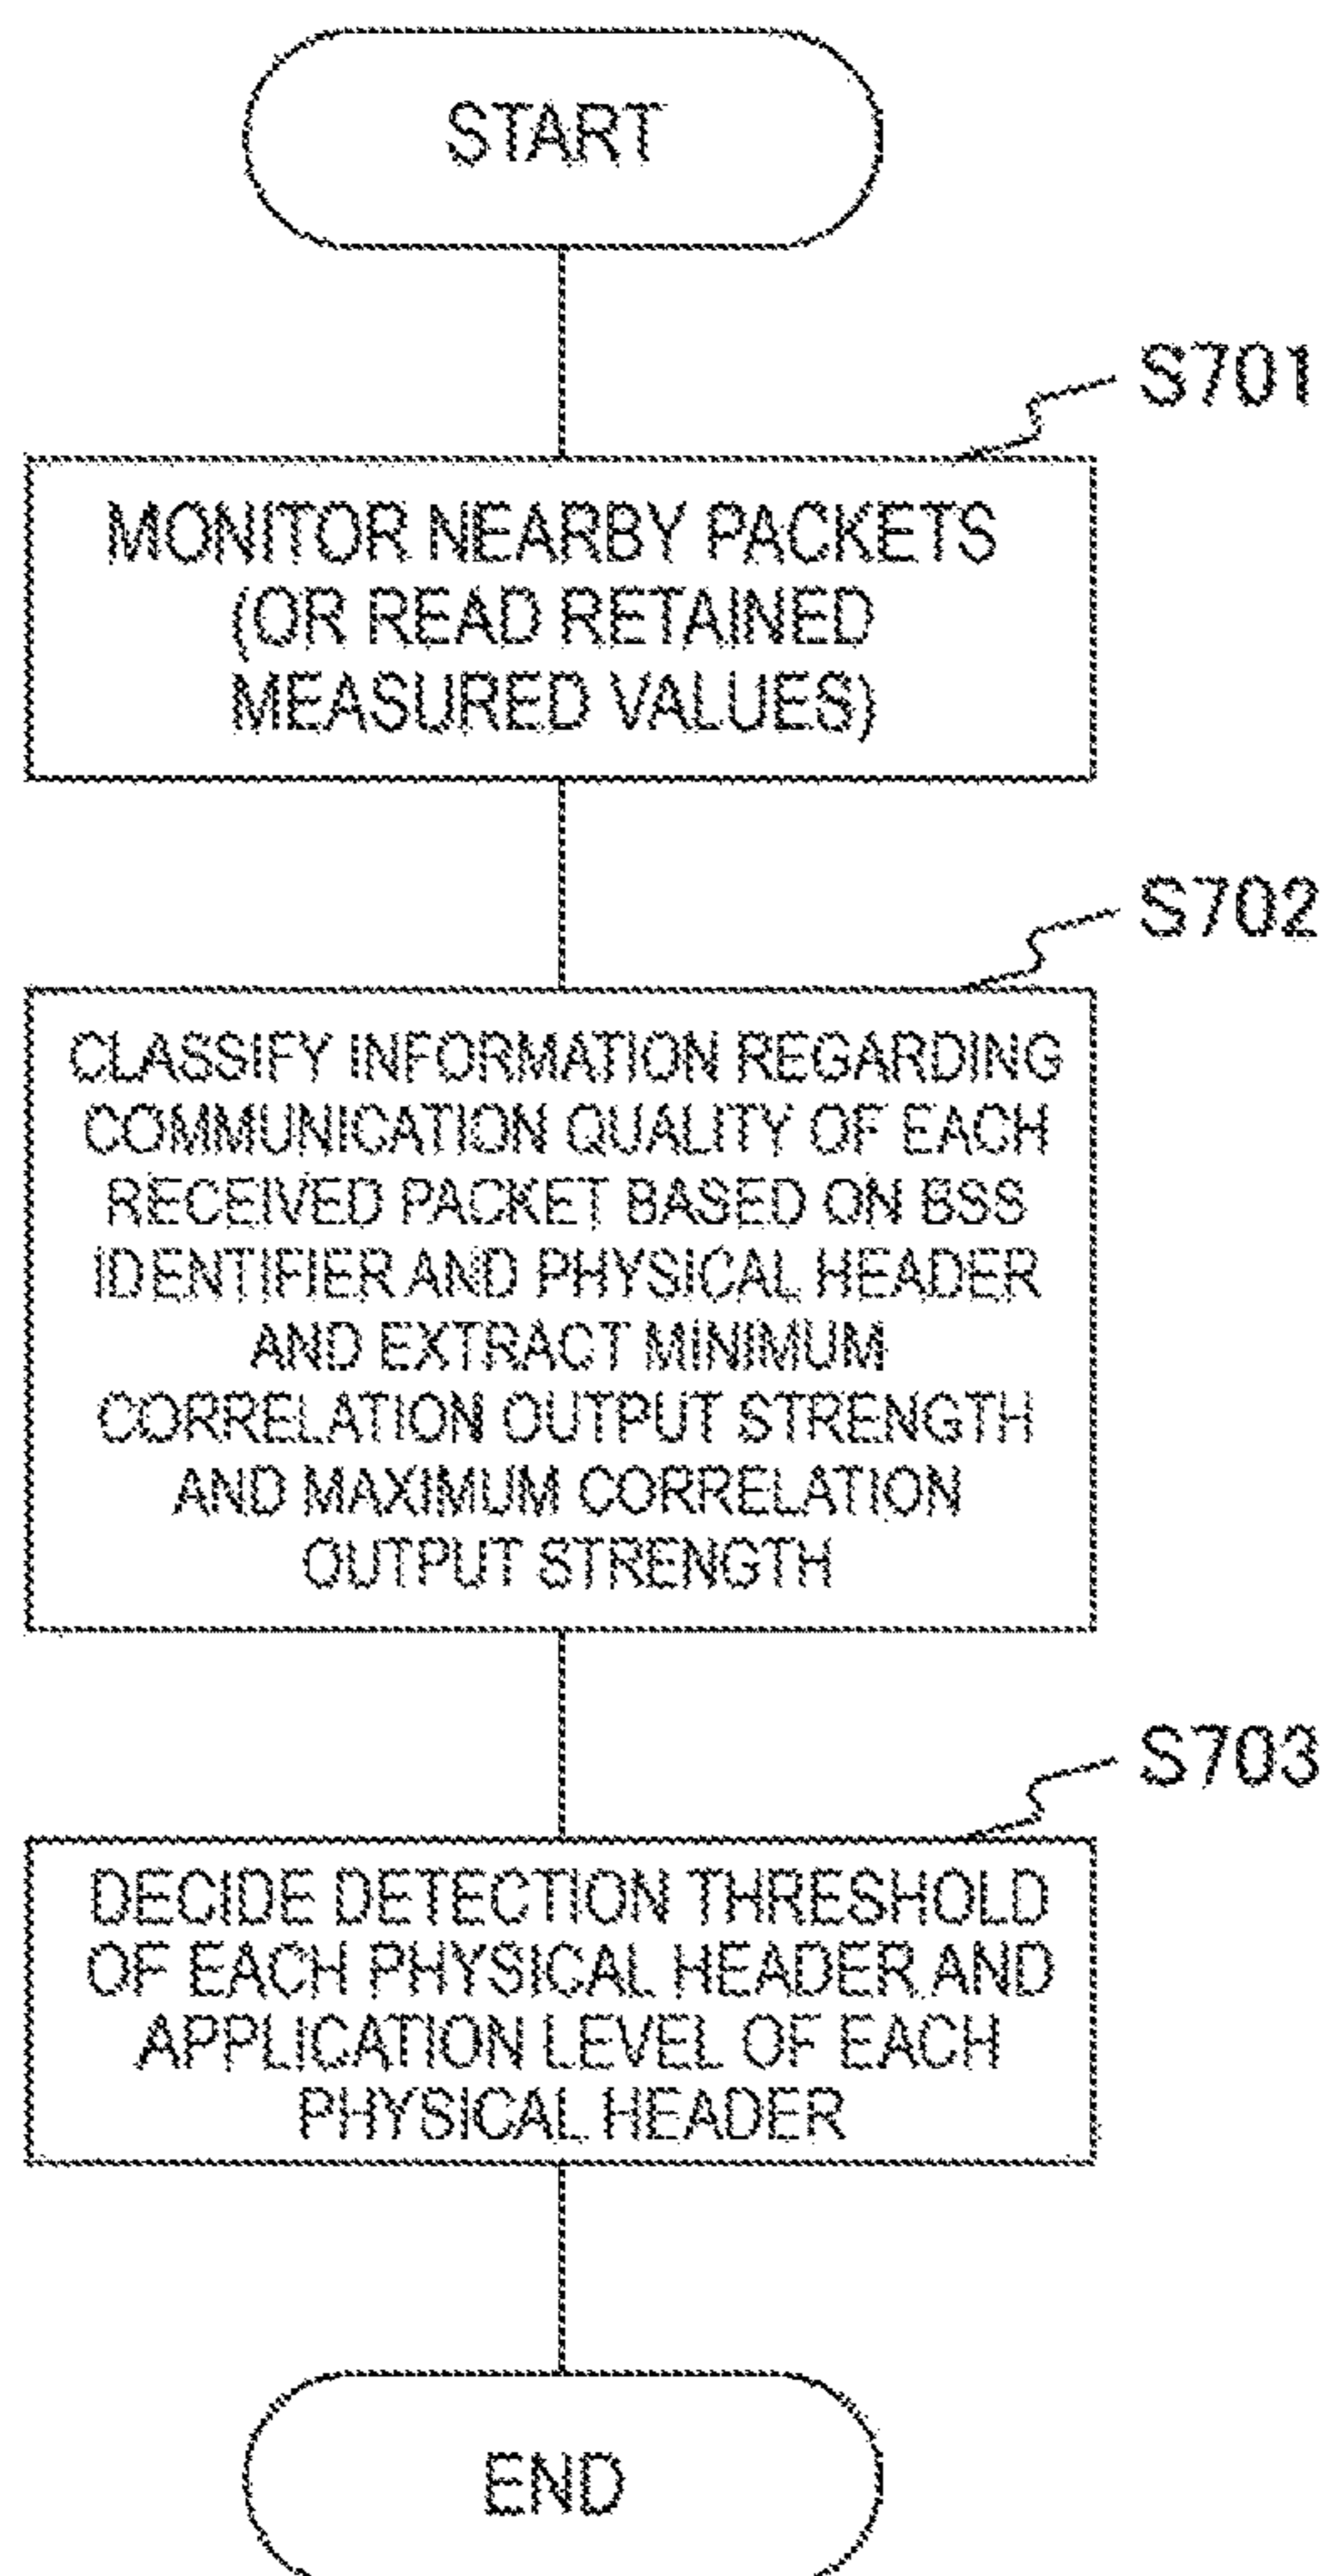 START
S701
MONITOR NEARBY PACKETS
(OR READ RETAINED
MEASURED VALUES)
S702
CLASSIFY INFORMATION REGARDING
COMMUNICATION QUALITY OF EACH
RECEIVED PACKET BASED ON BSS
IDENTIFIER AND PHYSICAL HEADER
AND EXTRACT MINIMUM
CORRELATION OUTPUT STRENGTH
AND MAXIMUM CORRELATION
OUTPUT STRENGTH
S703
DECIDE DETECTION THRESHOLD
OF EACH PHYSICAL HEADER AND
APPLICATION LEVEL OF EACH
PHYSICAL HEADER
END